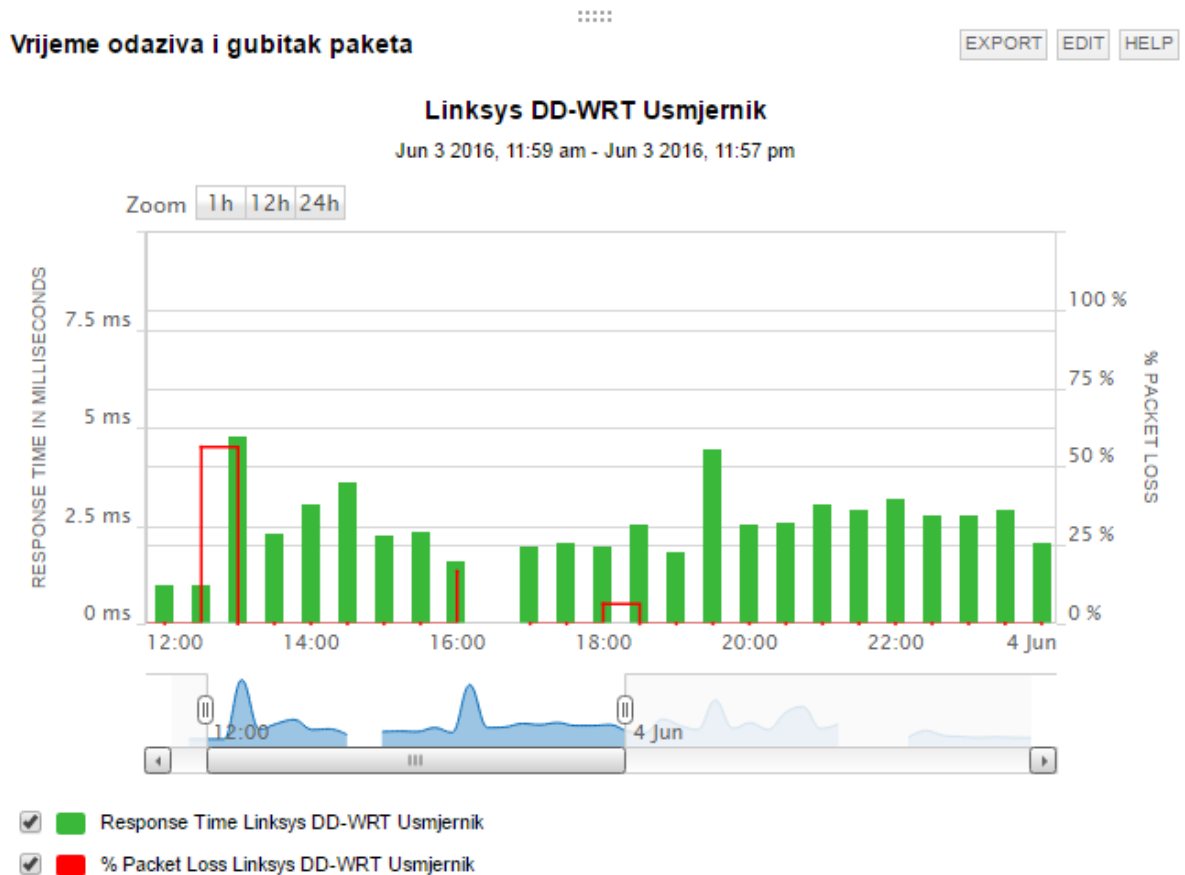 Vrijeme odaziva i gubitak paketa
EXPORT EDIT HELP
Linksys DD-WRT Usmjernik
Jun 3 2016, 11:59 am - Jun 3 2016, 11:57 pm
Zoom 1h 12h 24h
RESPONSE TIME IN MILLISECONDS
7.5 ms
5 ms
2.5 ms
0 ms
100 %
75 %
50 %
25 %
0 %
% PACKET LOSS
12:00 14:00 16:00 18:00 20:00 22:00 4 Jun
12:00 4 Jun
Response Time Linksys DD-WRT Usmjernik
% Packet Loss Linksys DD-WRT Usmjernik